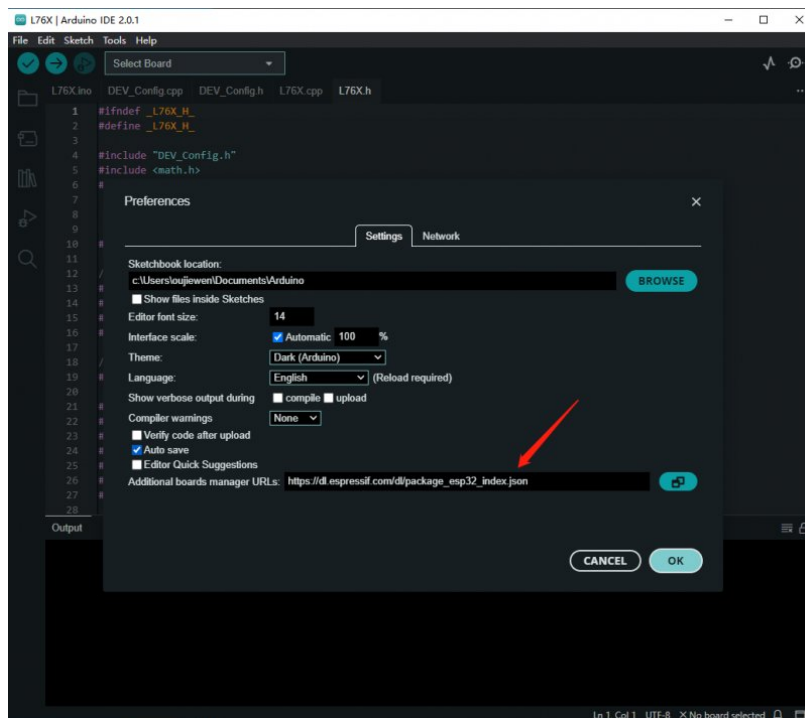 L76X | Arduino IDE 2.0.1
File Edit Sketch Tools Help
Select Board
L76X.ino DEV_Config.cpp DEV_Config.h L76X.cpp L76X.h
1 #ifndef _L76X_H_
2 #define _L76X_H_
3
4 #include "DEV_Config.h"
5 #include <math.h>
6 #
7
8
9
10 #
11
12 /
13 #
14 #
15 #
16 #
17
18 /
19 #
20
21 #
22 #
23 #
24 #
25 #
26 #
27 #
28
Preferences
Settings Network
Sketchbook location:
c:\Users\oujiewen\Documents\Arduino
BROWSE
Show files inside Sketches
Editor font size: 14
Interface scale: Automatic 100 %
Theme: Dark (Arduino)
Language: English (Reload required)
Show verbose output during compile upload
Compiler warnings None
Verify code after upload
Auto save
Editor Quick Suggestions
Additional boards manager URLs: https://dl.espressif.com/dl/package_esp32_index.json
CANCEL OK
Output
Ln 1, Col 1 UTF-8 No board selected